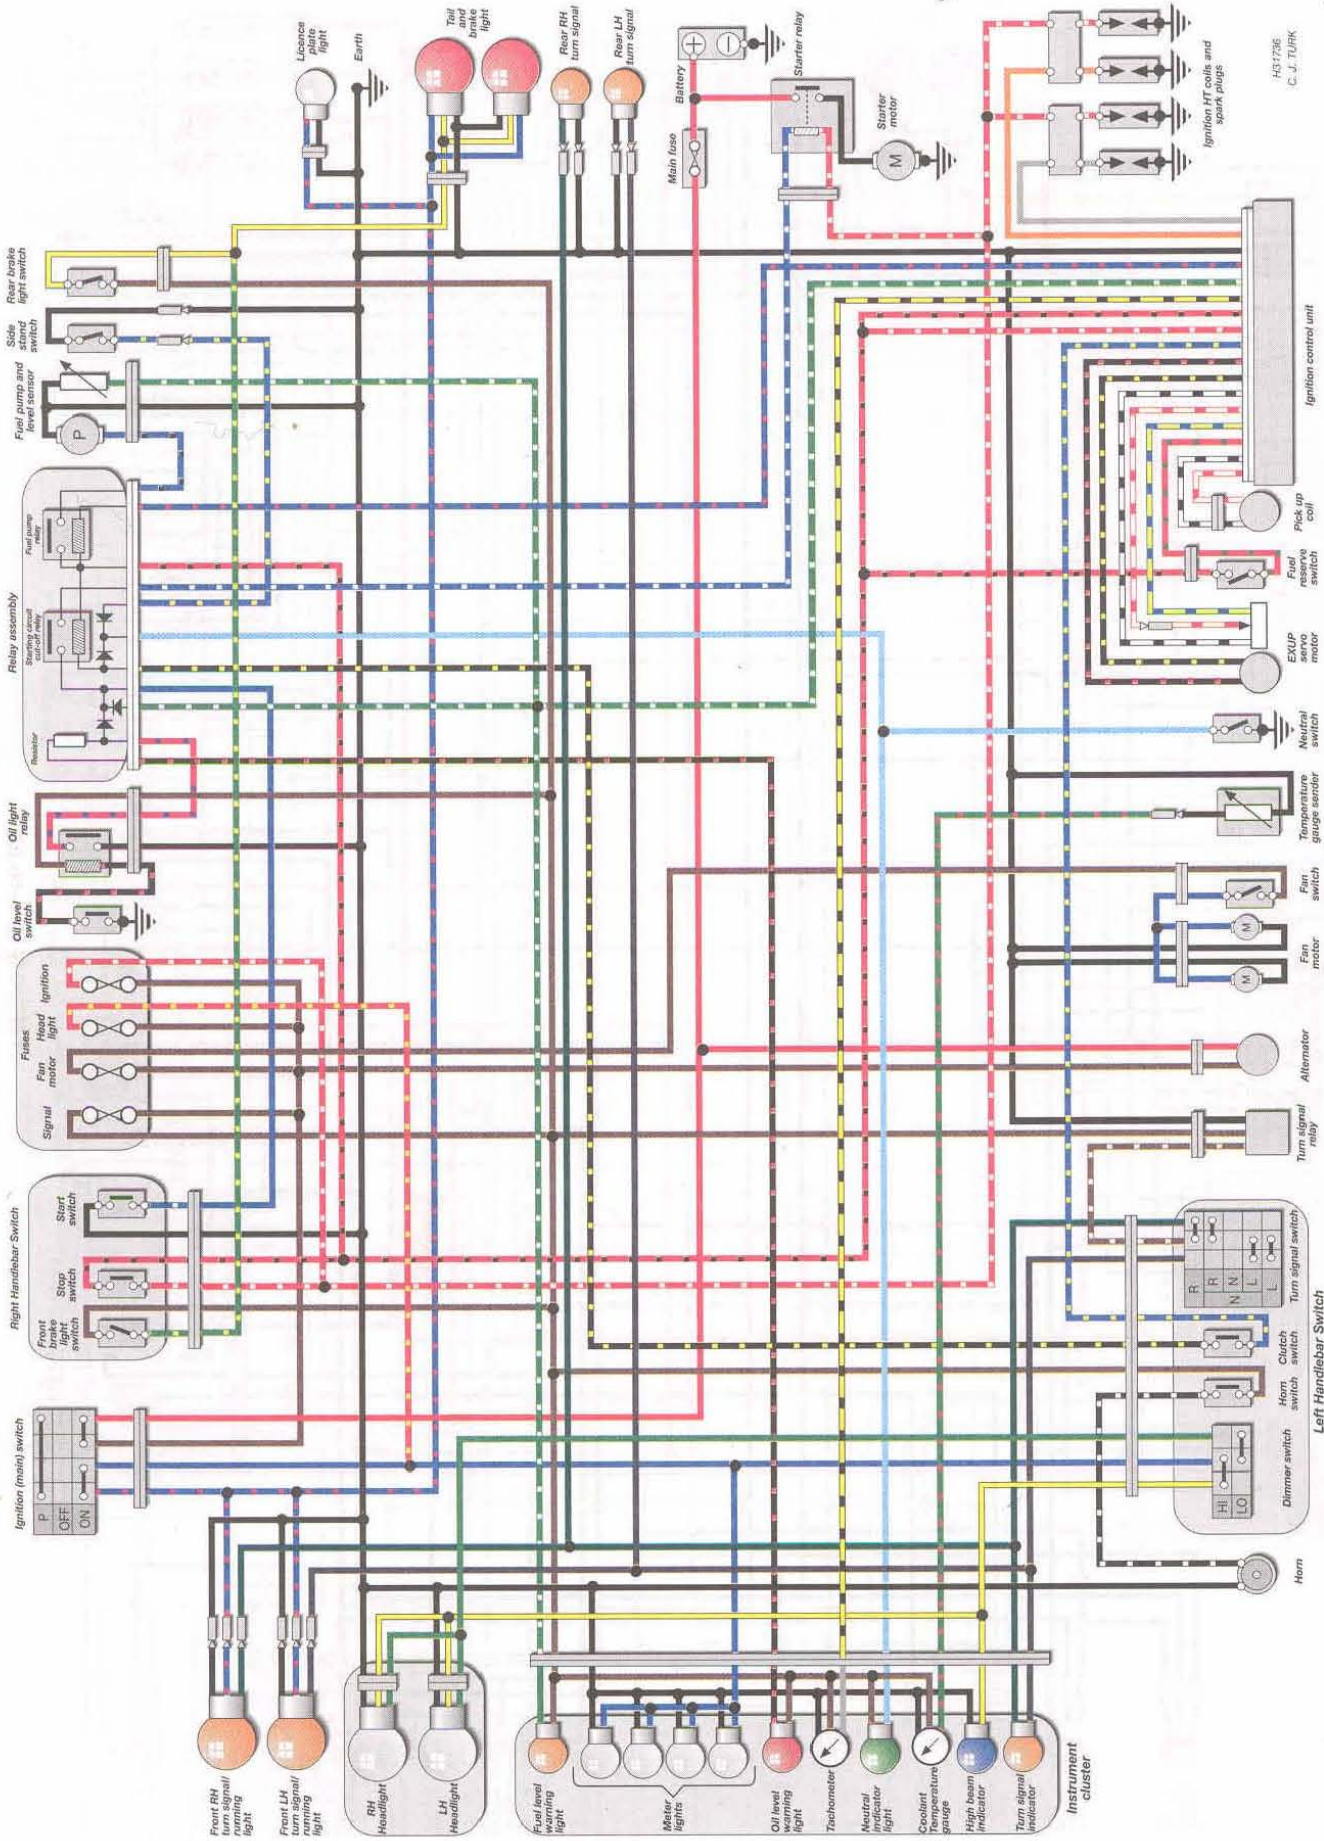 Licence
plate
light
Earth
Tail
and
brake
light
Rear RH
turn signal
Rear LH
turn signal
Battery
+
−
Starter relay
Main fuse
Starter
motor
M
Ignition HT coils and
spark plugs
H31736
C. J. TURK
Rear brake
light switch
Side
stand
switch
Fuel pump and
level sensor
P
Relay assembly
Fuel pump
relay
Starting circuit
cut-off relay
Resistor
Oil light
relay
Oil level
switch
Fuses
Ignition
Head
light
Fan
motor
Signal
Right Handlebar Switch
Start
switch
Stop
switch
Front
brake
light
switch
Ignition (main) switch
P
OFF
ON
Ignition control unit
Pick up
coil
Fuel
reserve
switch
EXUP
servo
motor
Neutral
switch
Temperature
gauge sender
Fan
switch
Fan
motor
M
M
Alternator
Turn signal
relay
Turn signal switch
R
R
N
N
L
L
Clutch
switch
Horn
switch
Dimmer switch
HI
LO
Left Handlebar Switch
Horn
Front RH
turn signal/
running
light
Front LH
turn signal/
running
light
RH
Headlight
LH
Headlight
Fuel level
warning
light
Meter
lights
Oil level
warning
light
Tachometer
Neutral
indicator
light
Coolant
Temperature
gauge
High beam
indicator
Turn signal
indicator
Instrument
cluster